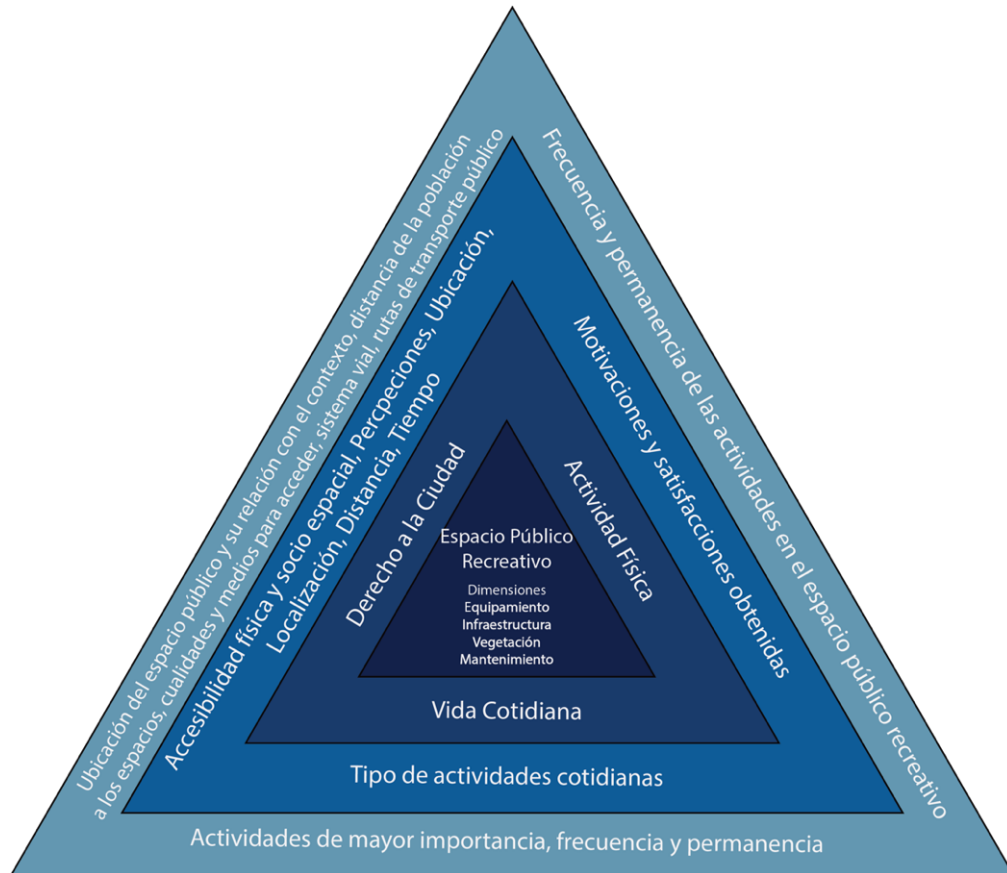 Ubicación del espacio público y su relación con el contexto, distancia de la población
a los espacios, cualidades y medios para acceder, sistema vial, rutas de transporte público
Frecuencia y permanencia de las actividades en el espacio público recreativo
Accesibilidad física y socio espacial, Percpeciones, Ubicación,
Localización, Distancia, Tiempo
Motivaciones y satisfacciones obtenidas
Derecho a la Ciudad
Actividad Física
Espacio Público
Recreativo
Dimensiones
Equipamiento
Infraestructura
Vegetación
Mantenimiento
Vida Cotidiana
Tipo de actividades cotidianas
Actividades de mayor importancia, frecuencia y permanencia